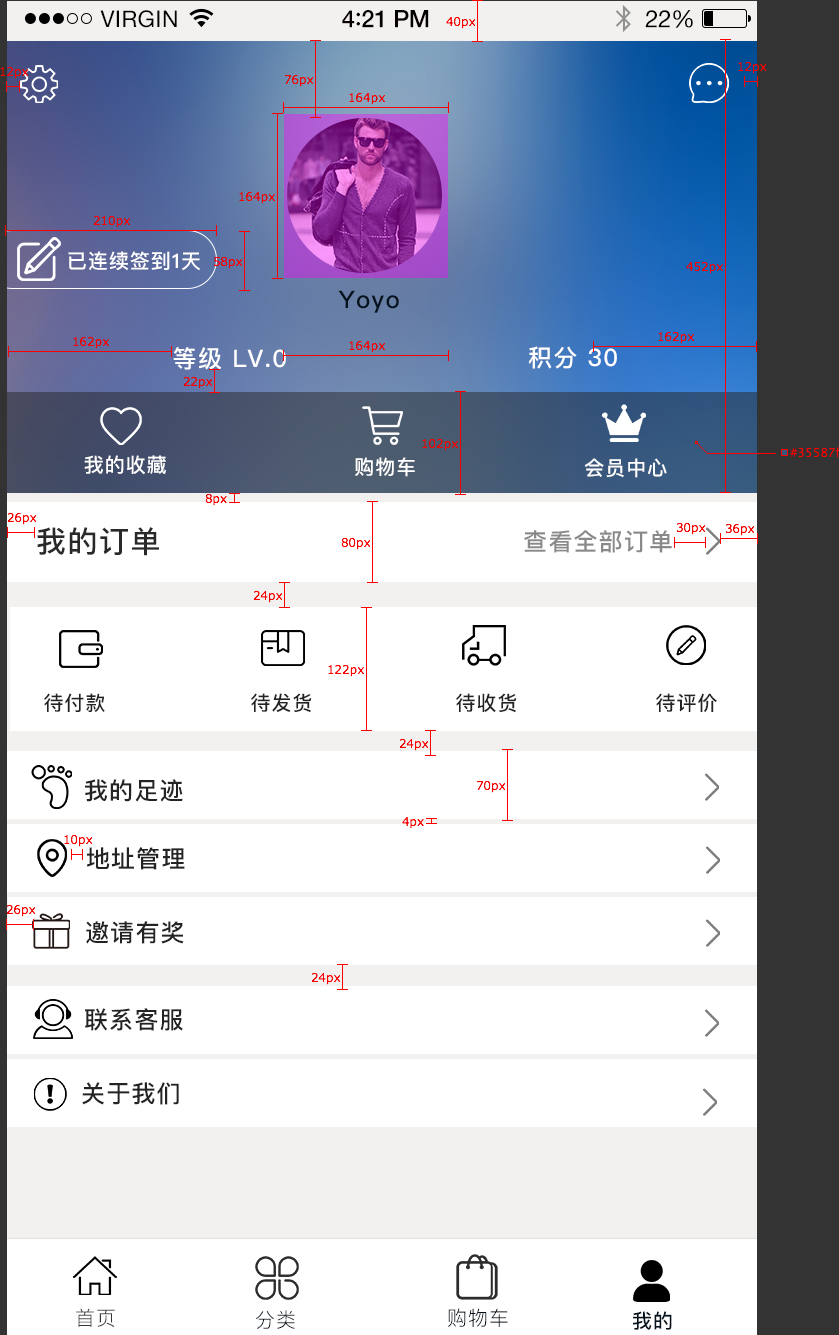 VIRGIN 4:21 PM 40px 22%
12px 76px 12px
164px
164px
210px
已连续签到1天 58px 452px
Yoyo
162px 等级 LV.0 164px 积分 30 162px
22px
我的收藏 购物车 102px 会员中心
8px
26px 我的订单 80px 查看全部订单 30px 36px
24px
122px
待付款 待发货 待收货 待评价
24px
我的足迹 70px
4px
10px
地址管理
26px
邀请有奖
24px
联系客服
关于我们
首页 分类 购物车 我的